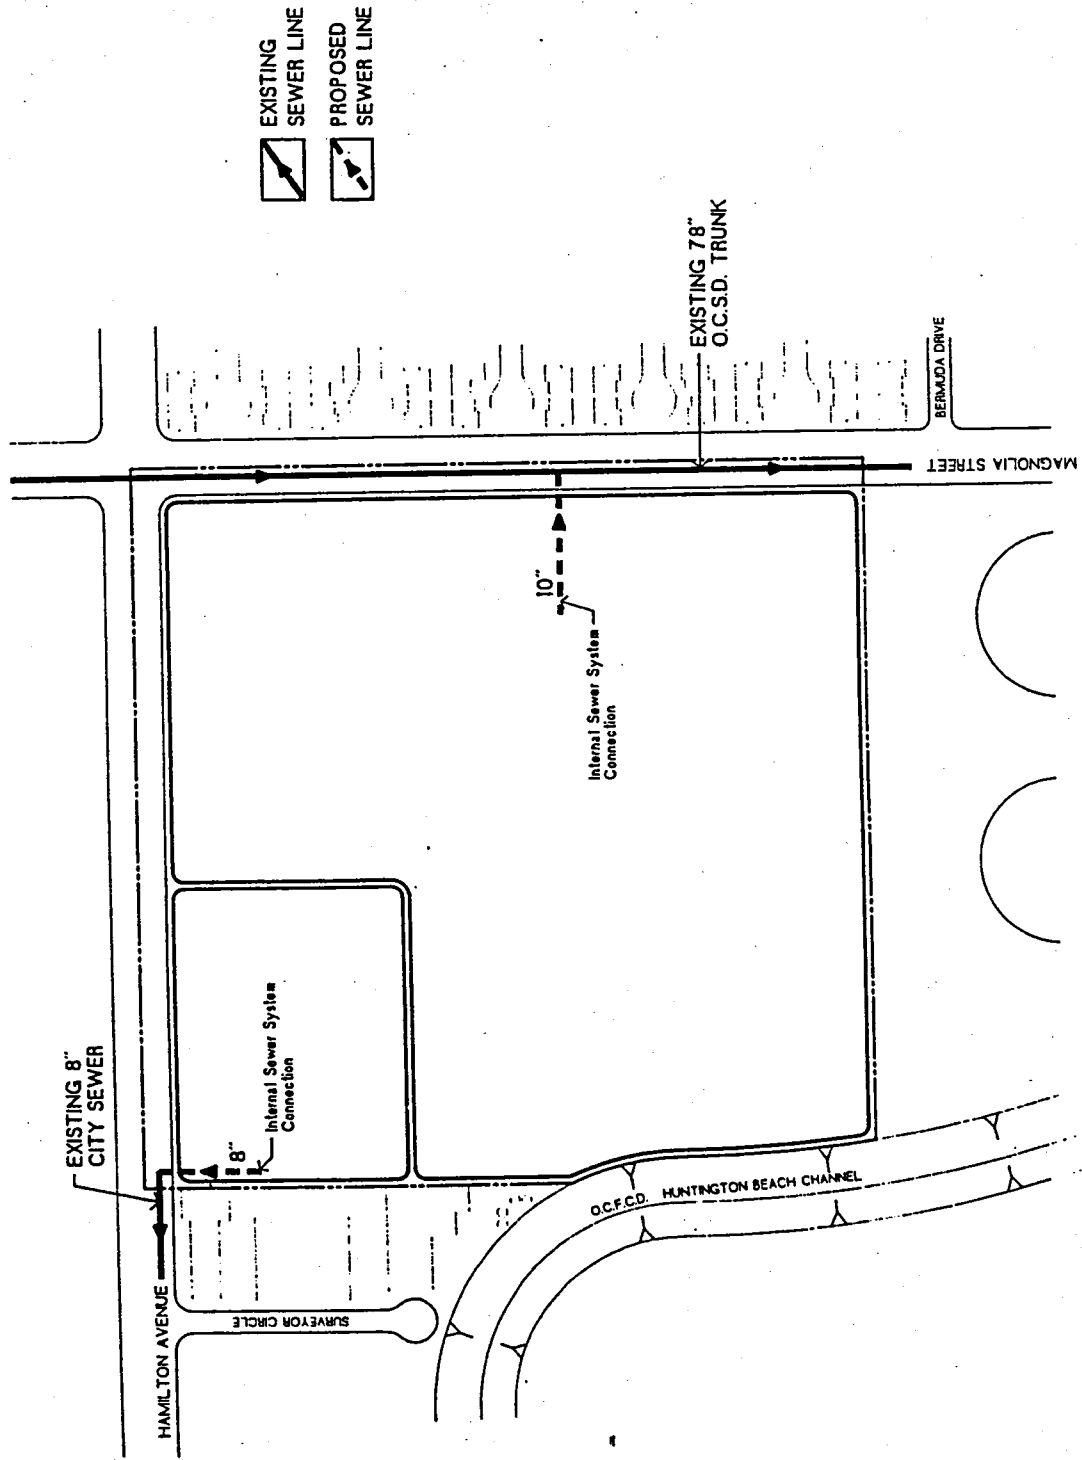 EXISTING
SEWER LINE
PROPOSED
SEWER LINE
EXISTING 8"
CITY SEWER
HAMILTON AVENUE
8"
Internal Sewer System
Connection
SURVEYOR CIRCLE
10"
Internal Sewer System
Connection
EXISTING 78"
O.C.S.D. TRUNK
BERMUDA DRIVE
MAGNOLIA STREET
O.C.F.C.D. HUNTINGTON BEACH CHANNEL